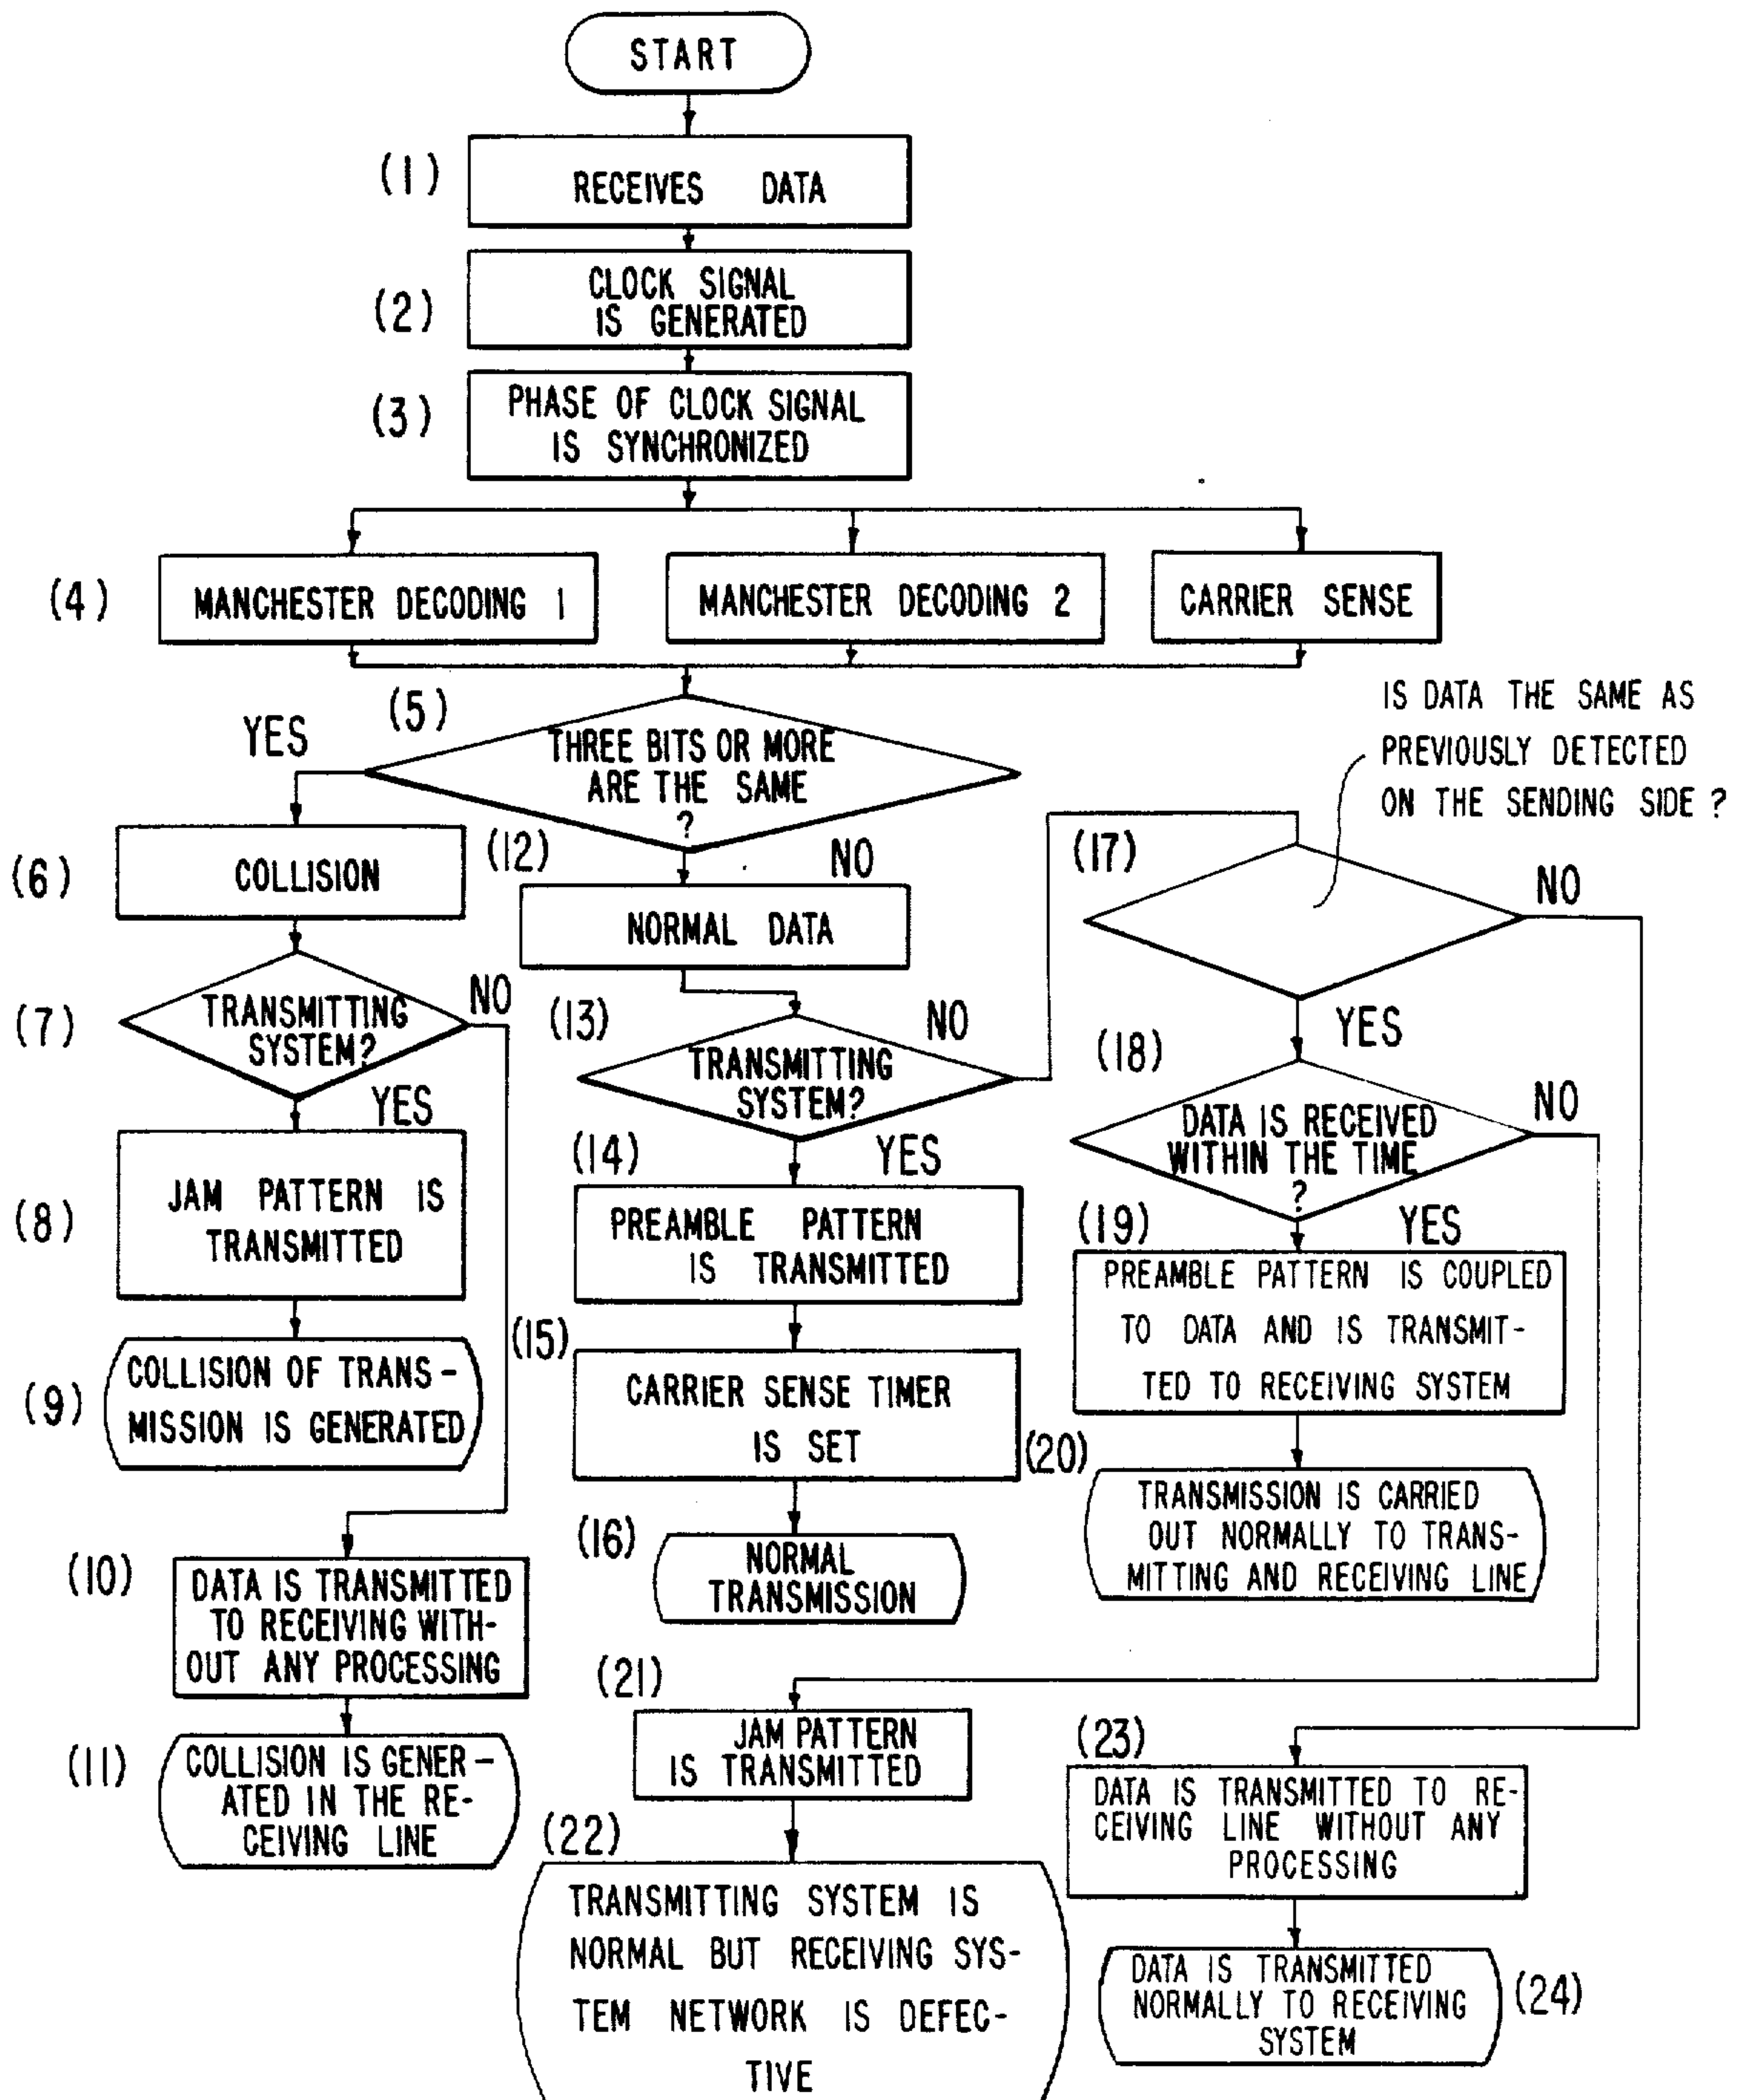 START
(1)
RECEIVES DATA
(2)
CLOCK SIGNAL
IS GENERATED
(3)
PHASE OF CLOCK SIGNAL
IS SYNCHRONIZED
(4)
MANCHESTER DECODING 1
MANCHESTER DECODING 2
CARRIER SENSE
(5)
YES
THREE BITS OR MORE
ARE THE SAME
?
NO
(6)
COLLISION
(7)
TRANSMITTING
SYSTEM?
NO
YES
(8)
JAM PATTERN IS
TRANSMITTED
(9)
COLLISION OF TRANS-
MISSION IS GENERATED
(10)
DATA IS TRANSMITTED
TO RECEIVING WITH-
OUT ANY PROCESSING
(11)
COLLISION IS GENER-
ATED IN THE RE-
CEIVING LINE
(12)
NORMAL DATA
(13)
TRANSMITTING
SYSTEM?
NO
YES
(14)
PREAMBLE PATTERN
IS TRANSMITTED
(15)
CARRIER SENSE TIMER
IS SET
(16)
NORMAL
TRANSMISSION
IS DATA THE SAME AS
PREVIOUSLY DETECTED
ON THE SENDING SIDE ?
(17)
NO
YES
(18)
DATA IS RECEIVED
WITHIN THE TIME
?
NO
YES
(19)
PREAMBLE PATTERN IS COUPLED
TO DATA AND IS TRANSMIT-
TED TO RECEIVING SYSTEM
(20)
TRANSMISSION IS CARRIED
OUT NORMALLY TO TRANS-
MITTING AND RECEIVING LINE
(21)
JAM PATTERN
IS TRANSMITTED
(22)
TRANSMITTING SYSTEM IS
NORMAL BUT RECEIVING SYS-
TEM NETWORK IS DEFEC-
TIVE
(23)
DATA IS TRANSMITTED TO RE-
CEIVING LINE WITHOUT ANY
PROCESSING
DATA IS TRANSMITTED
NORMALLY TO RECEIVING
SYSTEM
(24)